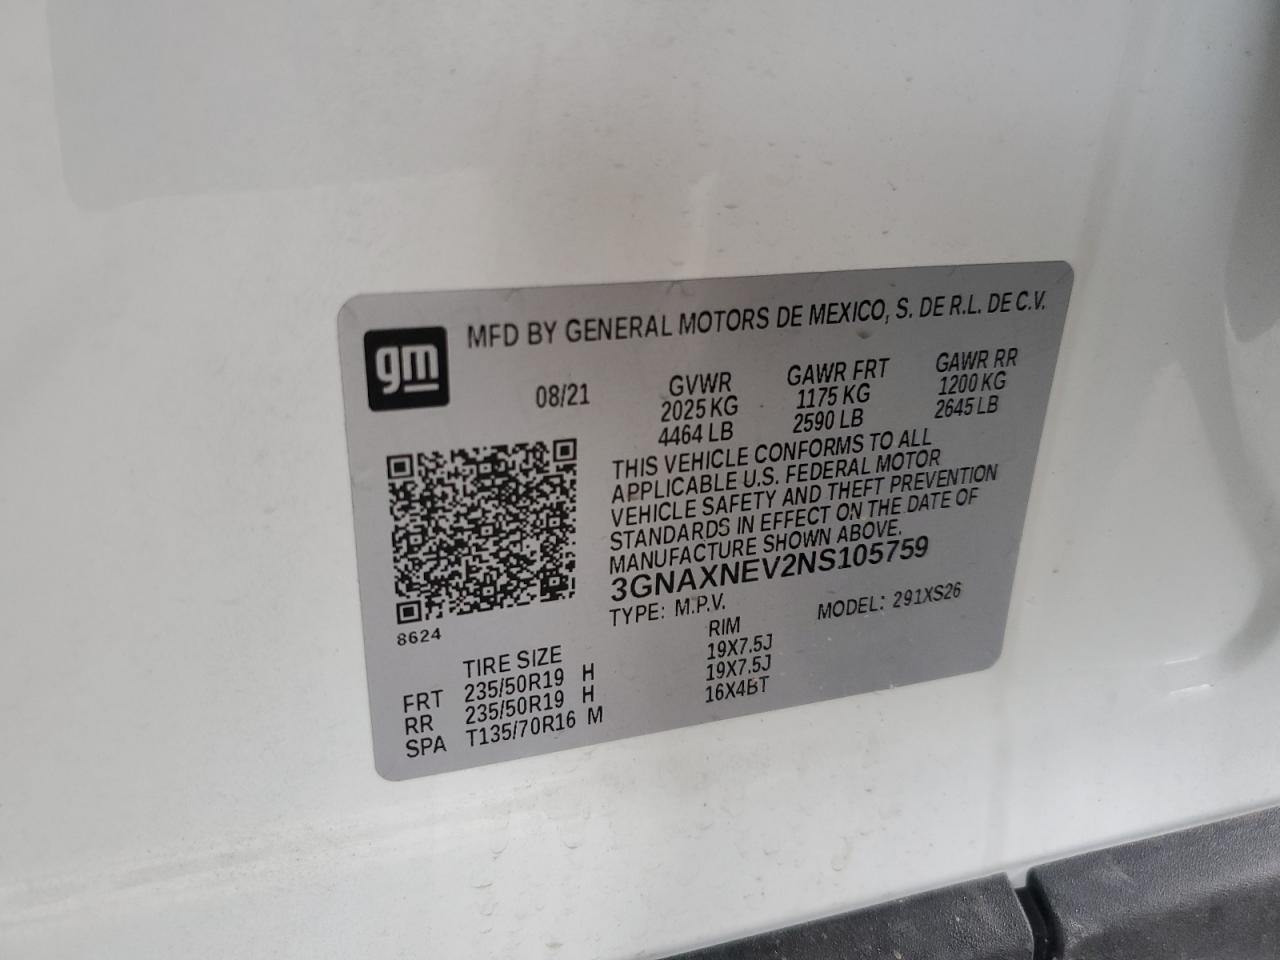 gm
MFD BY GENERAL MOTORS DE MEXICO, S. DE R.L. DE C.V.
08/21 GVWR GAWR FRT GAWR RR
2025 KG 1175 KG 1200 KG
4464 LB 2590 LB 2645 LB
THIS VEHICLE CONFORMS TO ALL
APPLICABLE U.S. FEDERAL MOTOR
VEHICLE SAFETY AND THEFT PREVENTION
STANDARDS IN EFFECT ON THE DATE OF
MANUFACTURE SHOWN ABOVE.
3GNAXNEV2NS105759
TYPE: M.P.V. MODEL: 291XS26
8624
TIRE SIZE RIM
FRT 235/50R19 H 19X7.5J
RR 235/50R19 H 19X7.5J
SPA T135/70R16 M 16X4BT